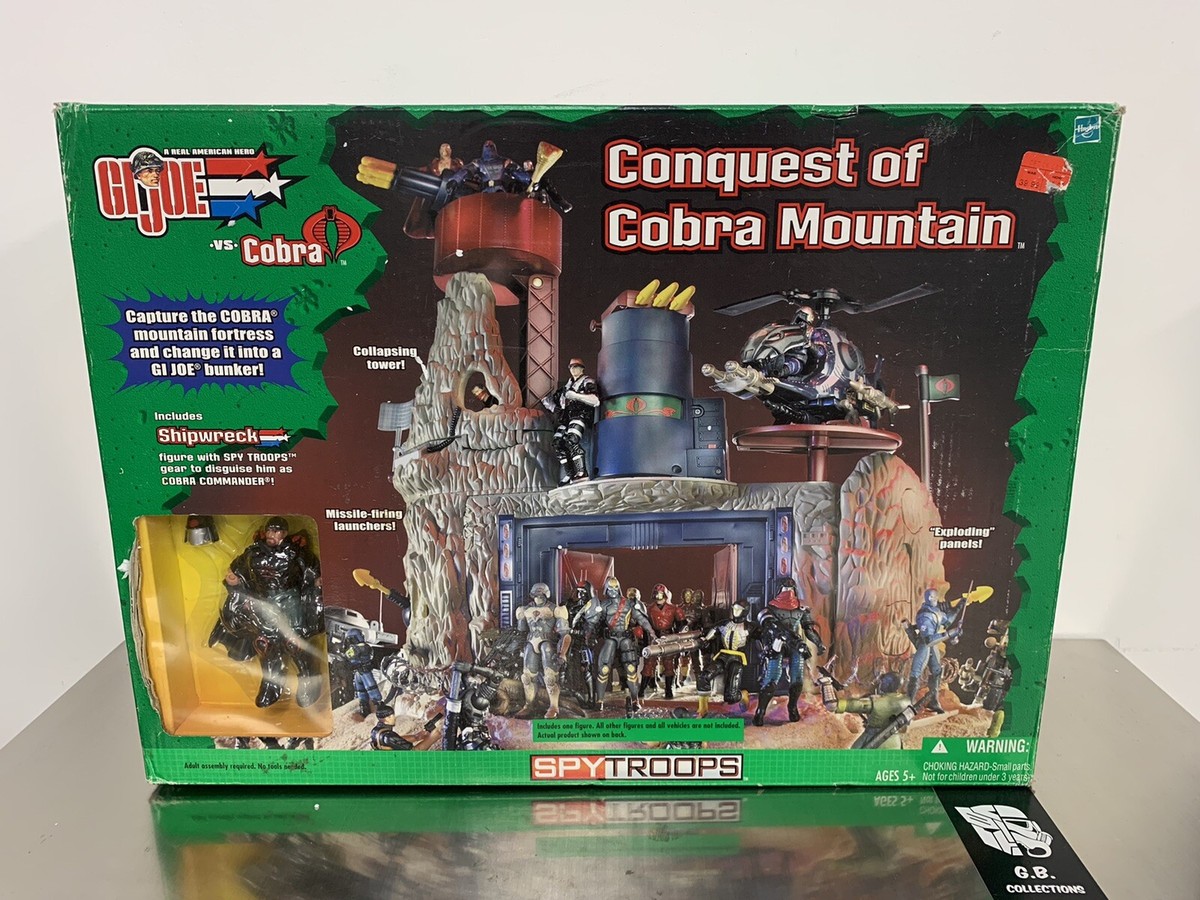 A REAL AMERICAN HERO
GI JOE
-VS- Cobra™
Conquest of
Cobra Mountain™
Hasbro
Capture the COBRA®
mountain fortress
and change it into a
GI JOE® bunker!
Includes
Shipwreck
figure with SPY TROOPS™
gear to disguise him as
COBRA COMMANDER®!
Collapsing
tower!
Missile-firing
launchers!
"Exploding"
panels!
Includes one figure. All other figures and all vehicles are not included.
Actual product shown on back.
Adult assembly required. No tools needed.
SPYTROOPS
AGES 5+
WARNING:
CHOKING HAZARD-Small parts
Not for children under 3 years.
G.B.
COLLECTIONS